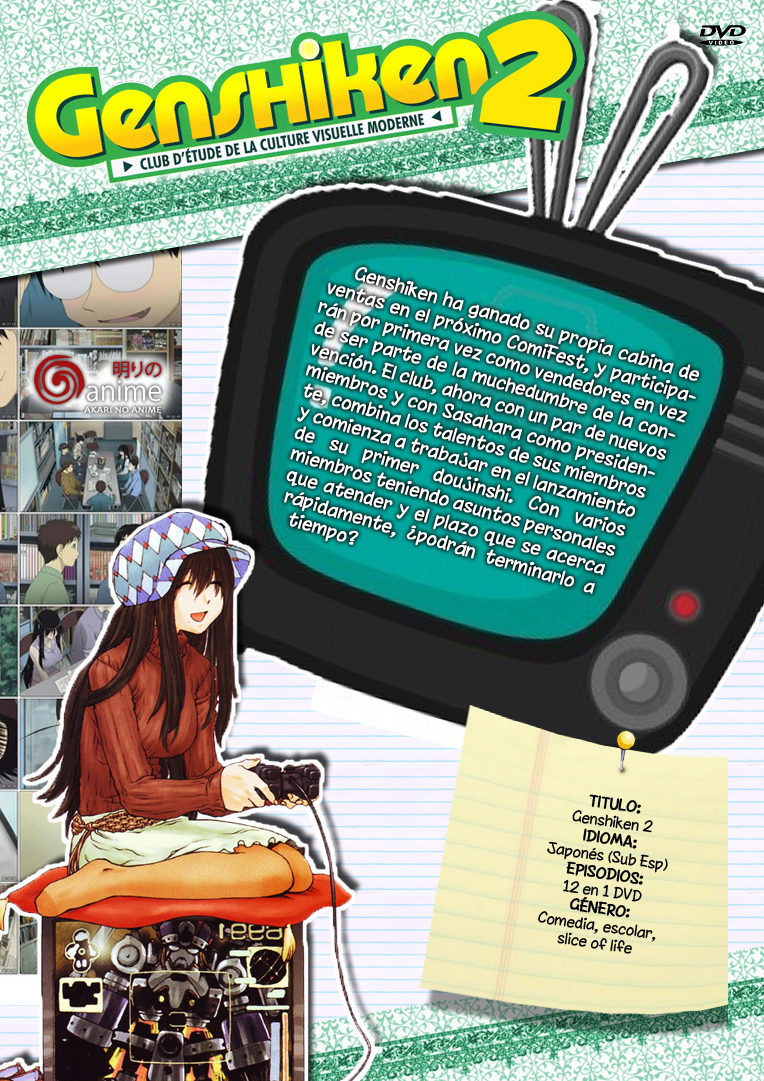 Genshiken 2
CLUB D'ÉTUDE DE LA CULTURE VISUELLE MODERNE
DVD
VIDEO
Genshiken ha ganado su propia cabina de
ventas en el próximo ComiFest, y participa-
rán por primera vez como vendedores en vez
de ser parte de la muchedumbre de la con-
vención. El club, ahora con un par de nuevos
miembros y con Sasahara como presiden-
te, combina los talentos de sus miembros
y comienza a trabajar en el lanzamiento
de su primer doujinshi. Con varios
miembros teniendo asuntos personales
que atender y el plazo que se acerca
rápidamente, ¿podrán terminarlo a
tiempo?
明りの
anime
AKARI NO ANIME
TITULO:
Genshiken 2
IDIOMA:
Japonés (Sub Esp)
EPISODIOS:
12 en 1 DVD
GÉNERO:
Comedia, escolar,
slice of life